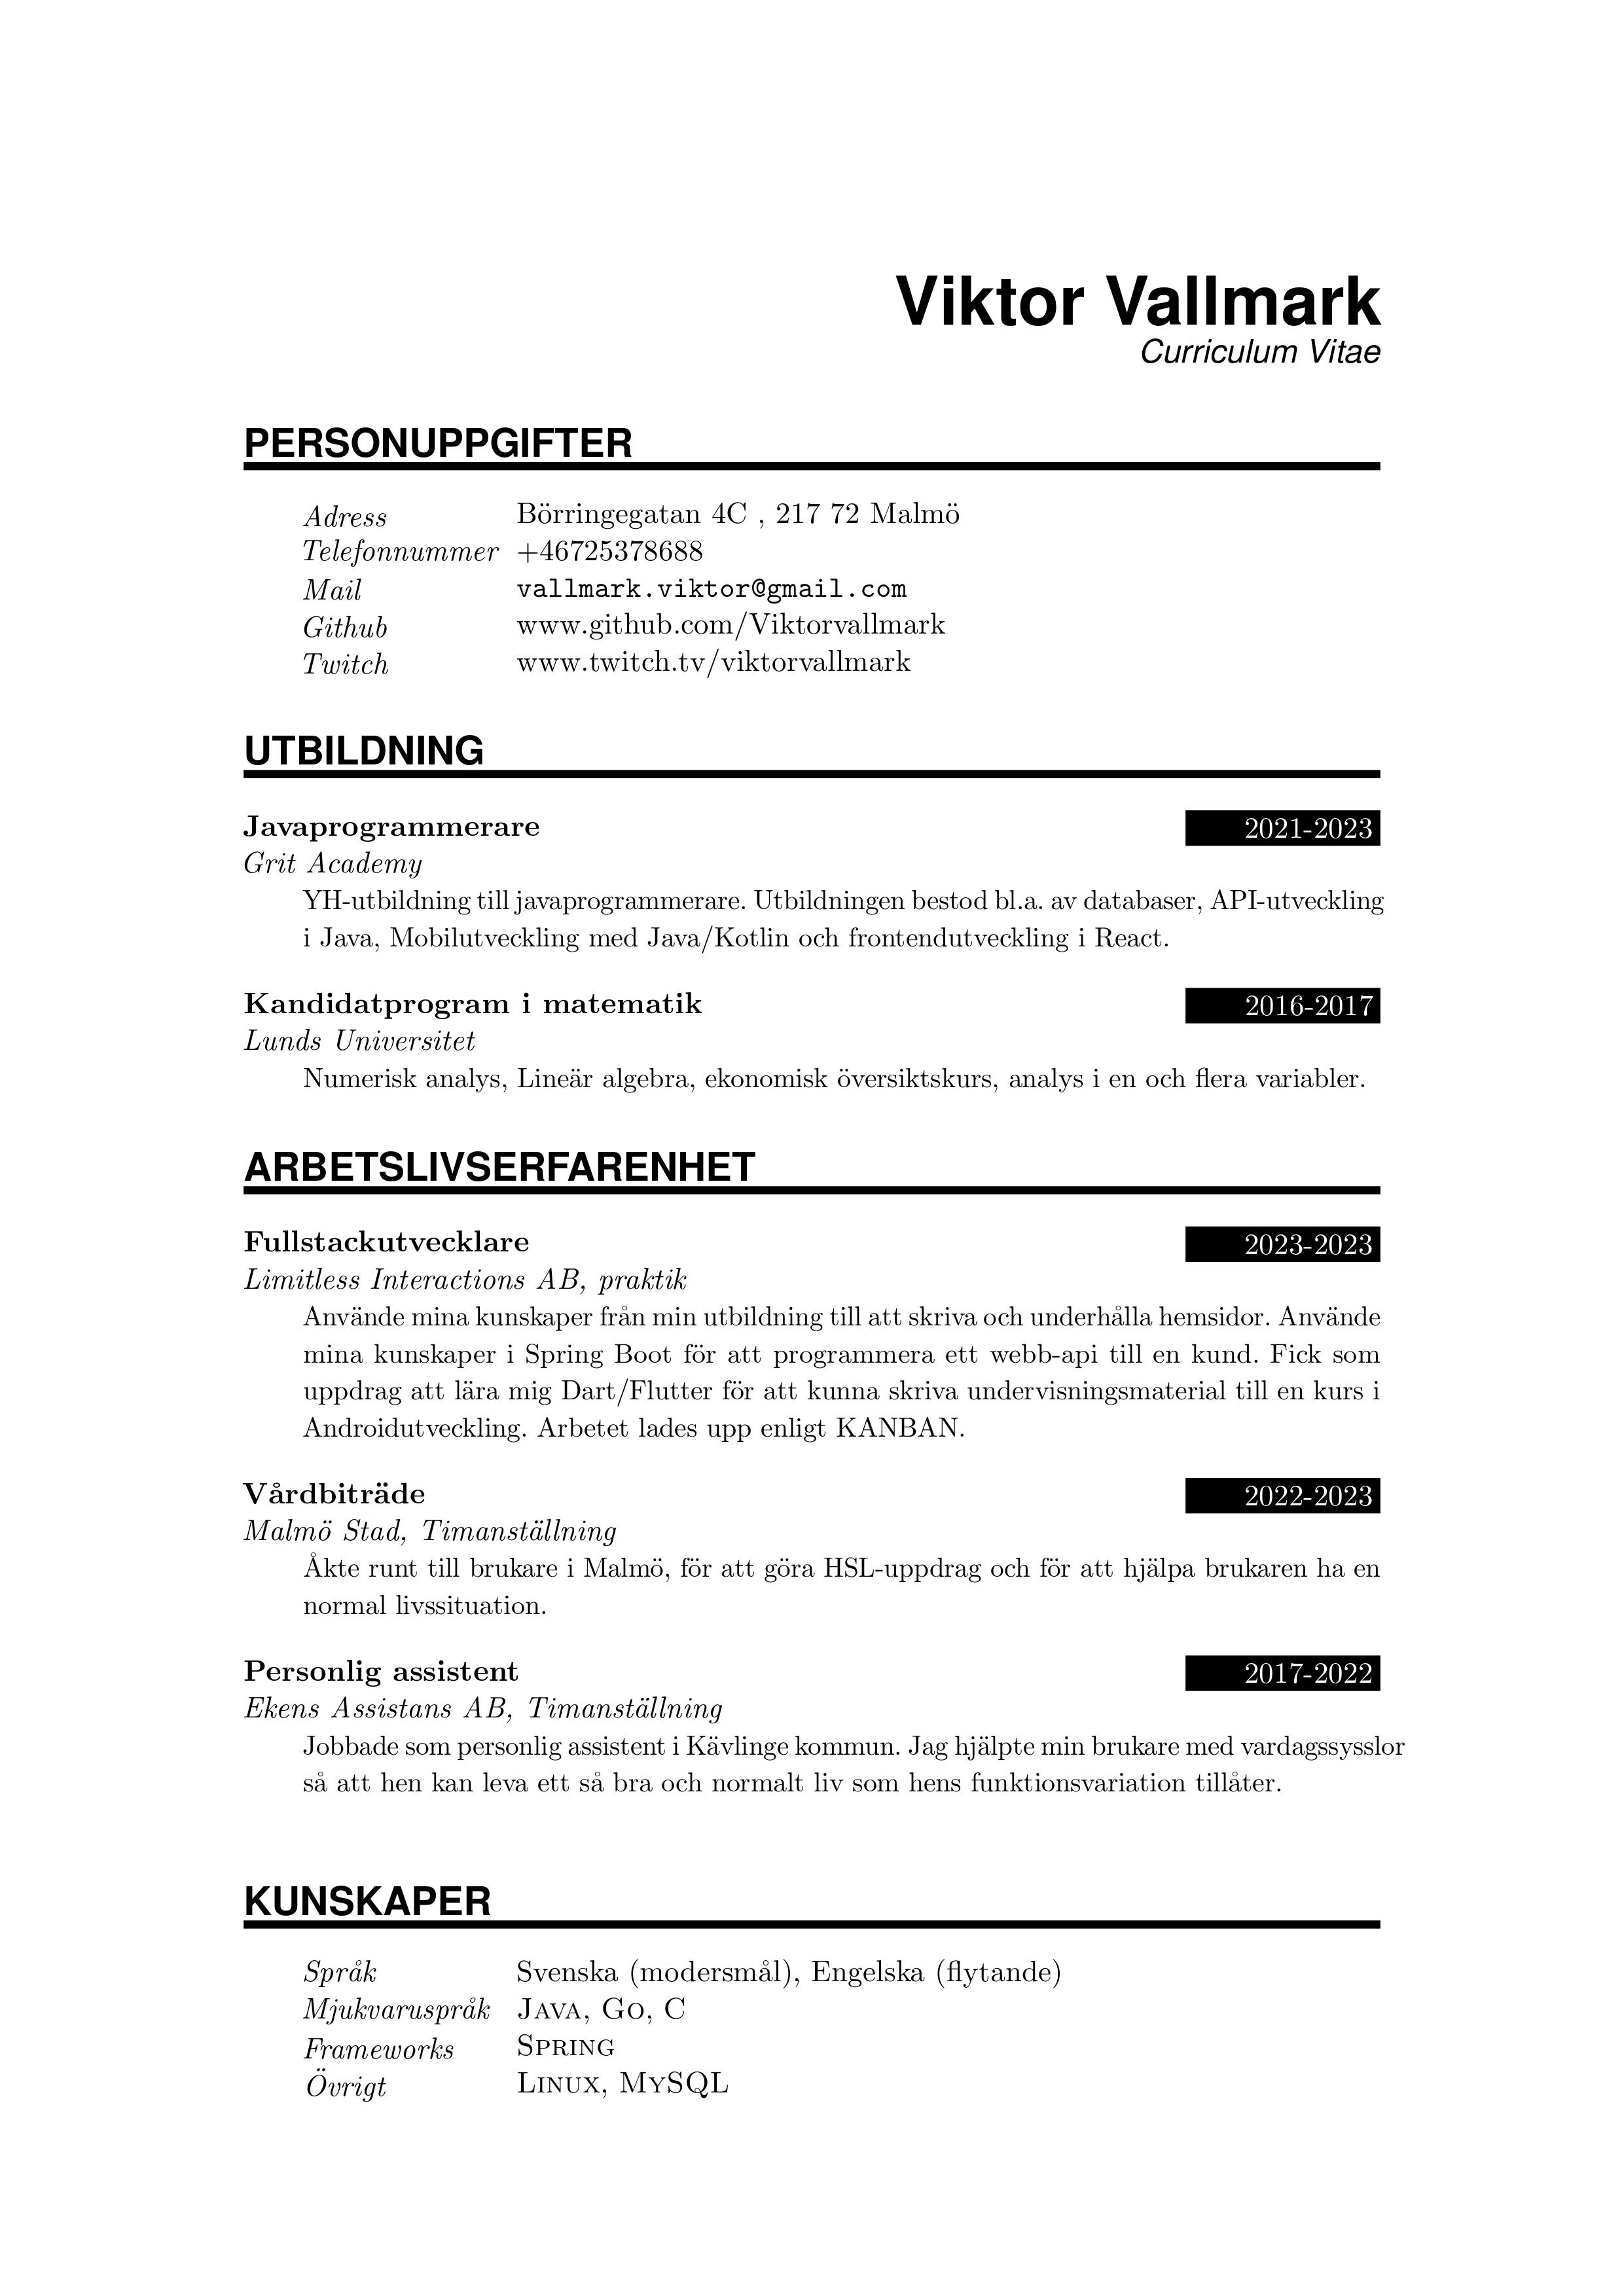 Viktor Vallmark
Curriculum Vitae
PERSONUPPGIFTER
Adress Börringegatan 4C , 217 72 Malmö
Telefonnummer +46725378688
Mail vallmark.viktor@gmail.com
Github www.github.com/Viktorvallmark
Twitch www.twitch.tv/viktorvallmark
UTBILDNING
Javaprogrammerare 2021-2023
Grit Academy
YH-utbildning till javaprogrammerare. Utbildningen bestod bl.a. av databaser, API-utveckling
i Java, Mobilutveckling med Java/Kotlin och frontendutveckling i React.
Kandidatprogram i matematik 2016-2017
Lunds Universitet
Numerisk analys, Lineär algebra, ekonomisk översiktskurs, analys i en och flera variabler.
ARBETSLIVSERFARENHET
Fullstackutvecklare 2023-2023
Limitless Interactions AB, praktik
Använde mina kunskaper från min utbildning till att skriva och underhålla hemsidor. Använde
mina kunskaper i Spring Boot för att programmera ett webb-api till en kund. Fick som
uppdrag att lära mig Dart/Flutter för att kunna skriva undervisningsmaterial till en kurs i
Androidutveckling. Arbetet lades upp enligt KANBAN.
Vårdbiträde 2022-2023
Malmö Stad, Timanställning
Åkte runt till brukare i Malmö, för att göra HSL-uppdrag och för att hjälpa brukaren ha en
normal livssituation.
Personlig assistent 2017-2022
Ekens Assistans AB, Timanställning
Jobbade som personlig assistent i Kävlinge kommun. Jag hjälpte min brukare med vardagssysslor
så att hen kan leva ett så bra och normalt liv som hens funktionsvariation tillåter.
KUNSKAPER
Språk Svenska (modersmål), Engelska (flytande)
Mjukvaruspråk Java, Go, C
Frameworks Spring
Övrigt Linux, MySQL